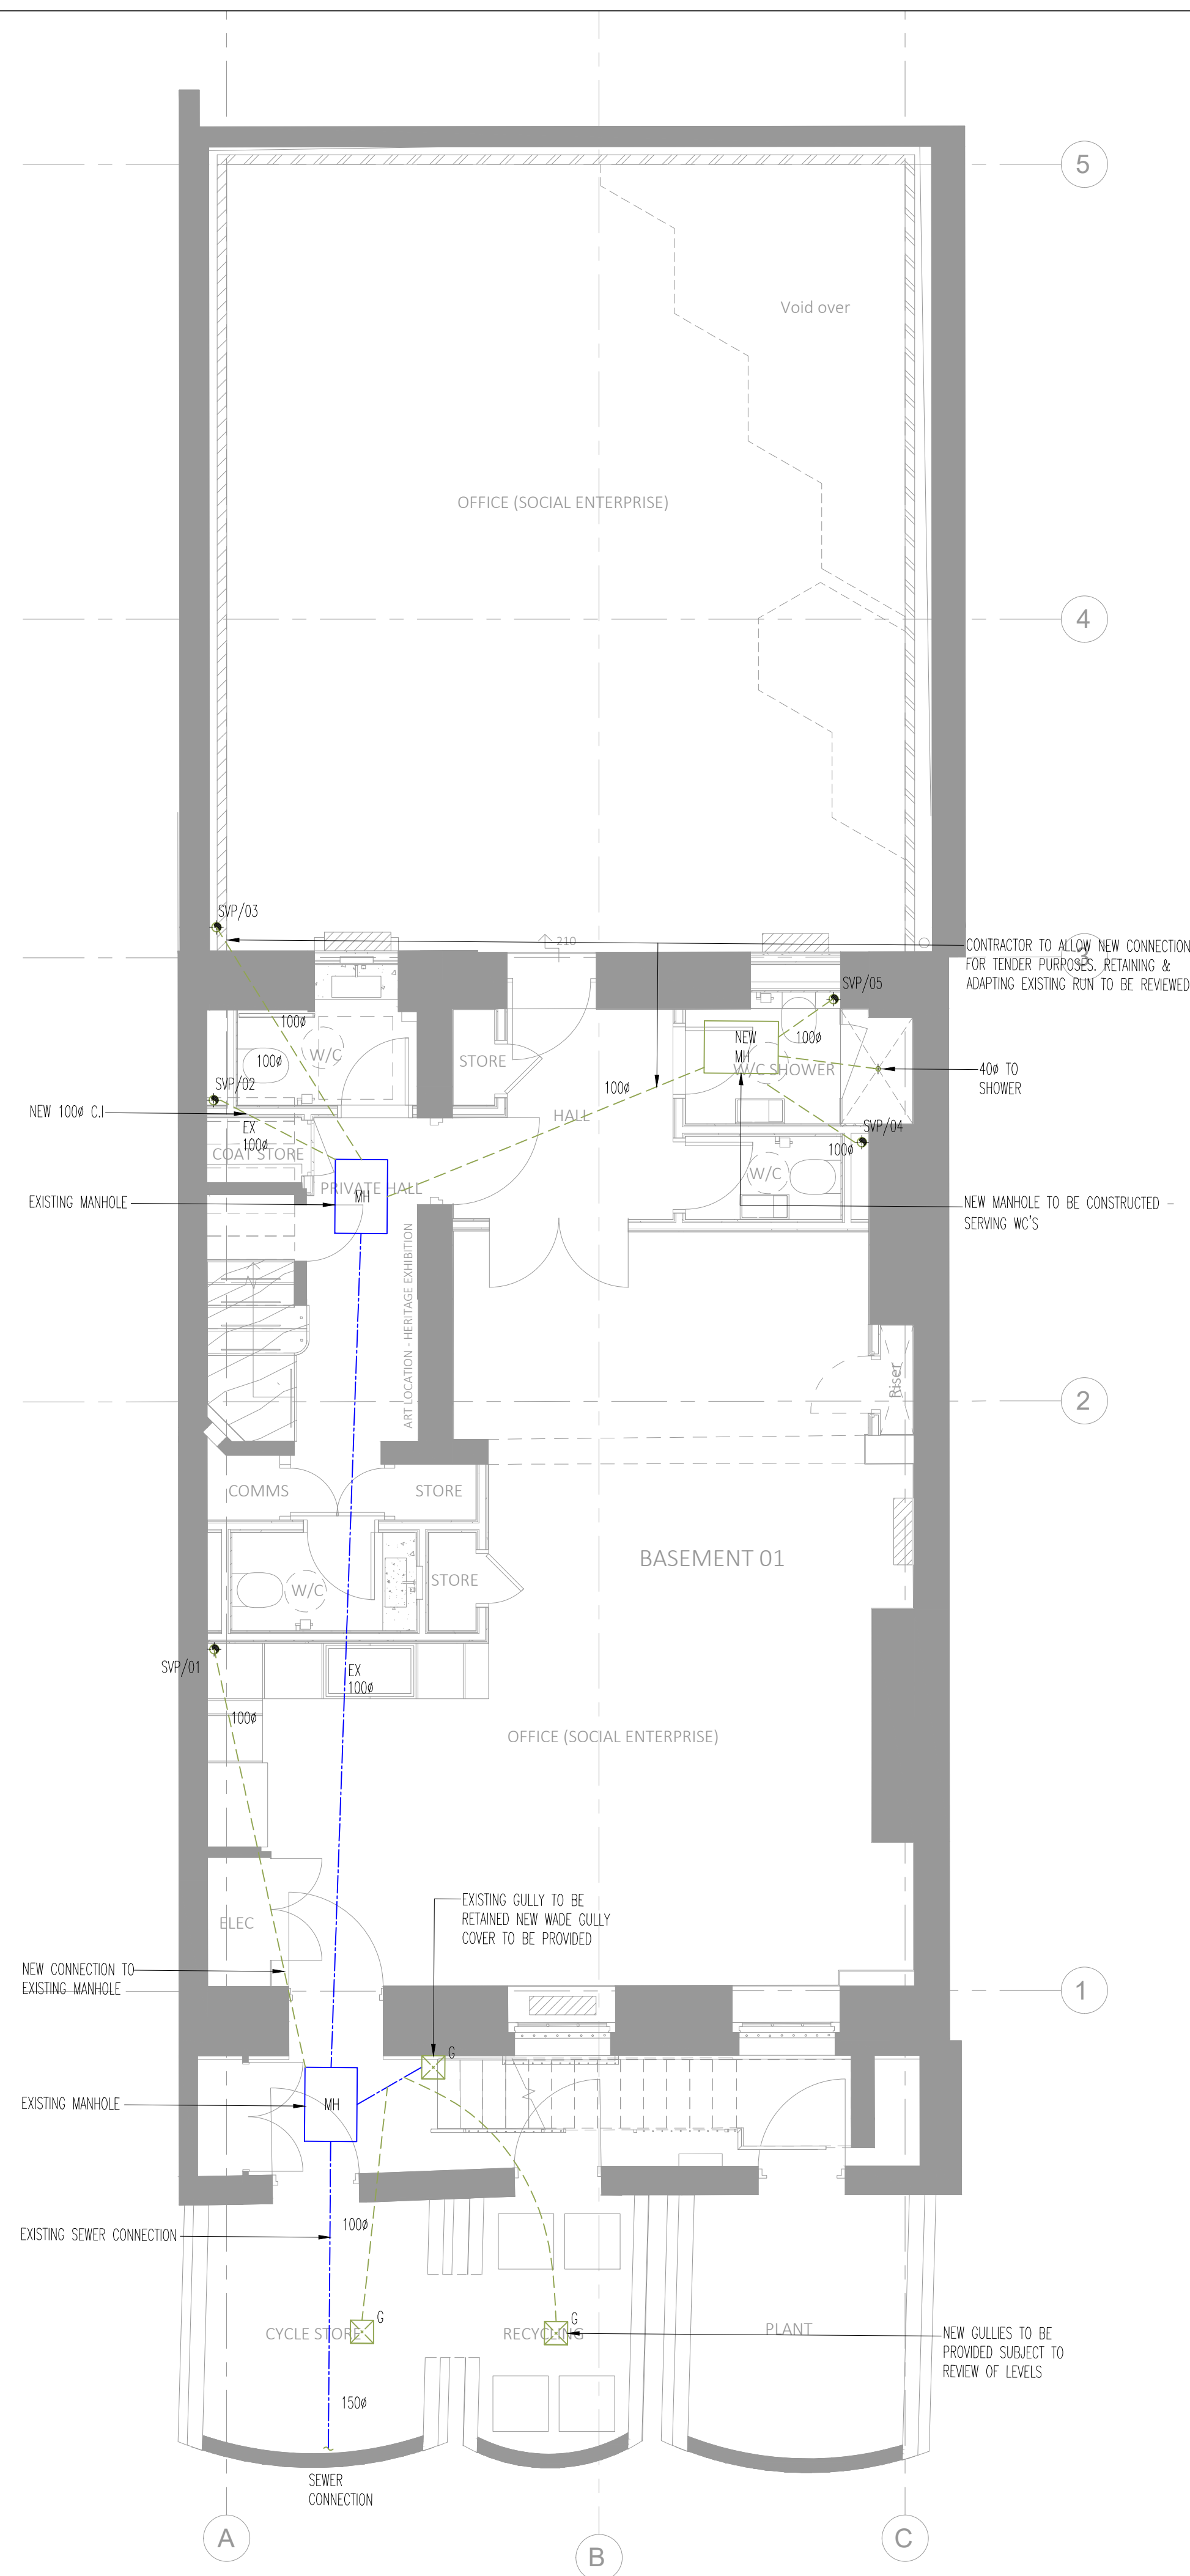 5
Void over
OFFICE (SOCIAL ENTERPRISE)
4
SVP/03
210
3
CONTRACTOR TO ALLOW NEW CONNECTION
FOR TENDER PURPOSES. RETAINING &
ADAPTING EXISTING RUN TO BE REVIEWED
SVP/05
100ø
100ø
W/C
SVP/02
STORE
NEW
MH
100ø
W/C SHOWER
40ø TO
SHOWER
100ø
NEW 100ø C.I
EX
100ø
COAT STORE
HALL
SVP/04
100ø
W/C
PRIVATE HALL
MH
EXISTING MANHOLE
NEW MANHOLE TO BE CONSTRUCTED –
SERVING WC'S
ART LOCATION - HERITAGE EXHIBITION
Riser
2
COMMS
STORE
W/C
STORE
BASEMENT 01
SVP/01
EX
100ø
100ø
OFFICE (SOCIAL ENTERPRISE)
EXISTING GULLY TO BE
RETAINED NEW WADE GULLY
COVER TO BE PROVIDED
ELEC
NEW CONNECTION TO
EXISTING MANHOLE
1
G
EXISTING MANHOLE
MH
EXISTING SEWER CONNECTION
100ø
G
CYCLE STORE
G
RECYCLING
PLANT
NEW GULLIES TO BE
PROVIDED SUBJECT TO
REVIEW OF LEVELS
150ø
SEWER
CONNECTION
A
B
C